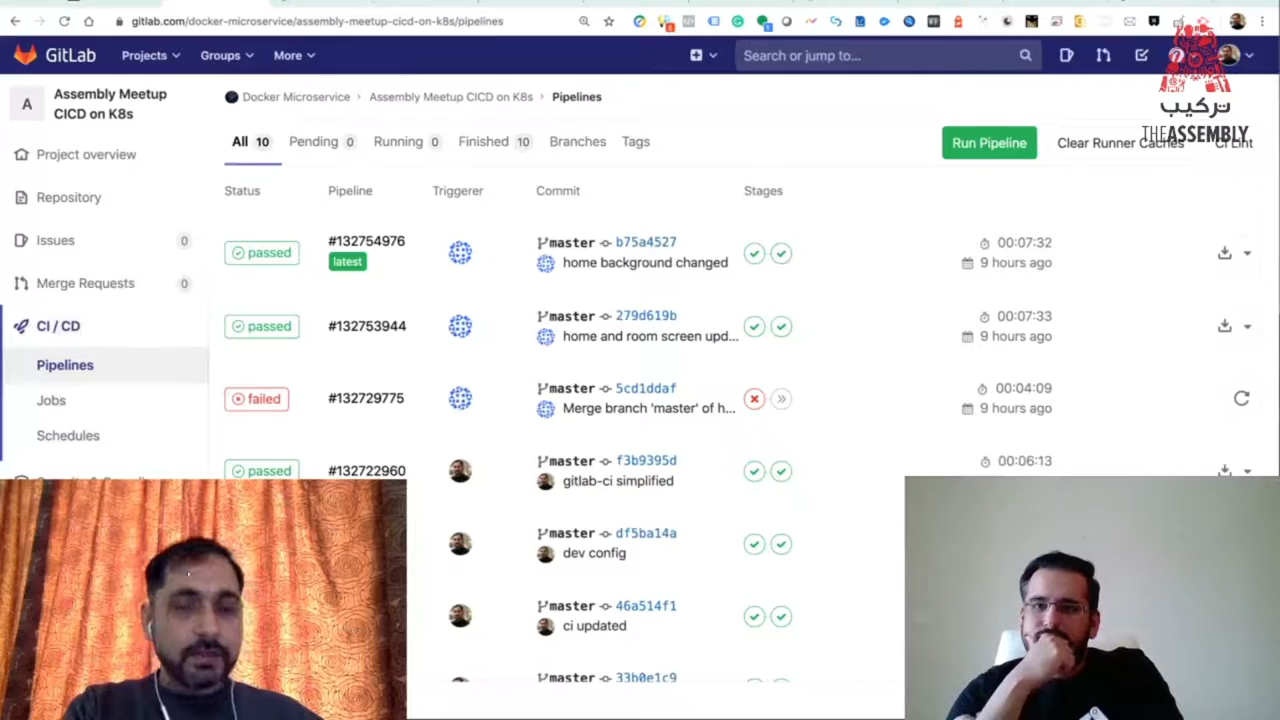 gitlab.com/docker-microservice/assembly-meetup-cicd-on-k8s/pipelines
GitLab Projects Groups More Search or jump to...
تركيب
THE ASSEMBLY
A Assembly Meetup
CICD on K8s
Docker Microservice > Assembly Meetup CICD on K8s > Pipelines
All 10 Pending 0 Running 0 Finished 10 Branches Tags Run Pipeline Clear Runner Caches CI Lint
Project overview
Repository
Issues 0
Merge Requests 0
CI / CD
Pipelines
Jobs
Schedules
Status Pipeline Triggerer Commit Stages
passed #132754976 latest master b75a4527 00:07:32
home background changed 9 hours ago
passed #132753944 master 279d619b 00:07:33
home and room screen upd... 9 hours ago
failed #132729775 master 5cd1ddaf 00:04:09
Merge branch 'master' of h... 9 hours ago
passed #132722960 master f3b9395d 00:06:13
gitlab-ci simplified
master df5ba14a
dev config
master 46a514f1
ci updated
master 33b0e1c9